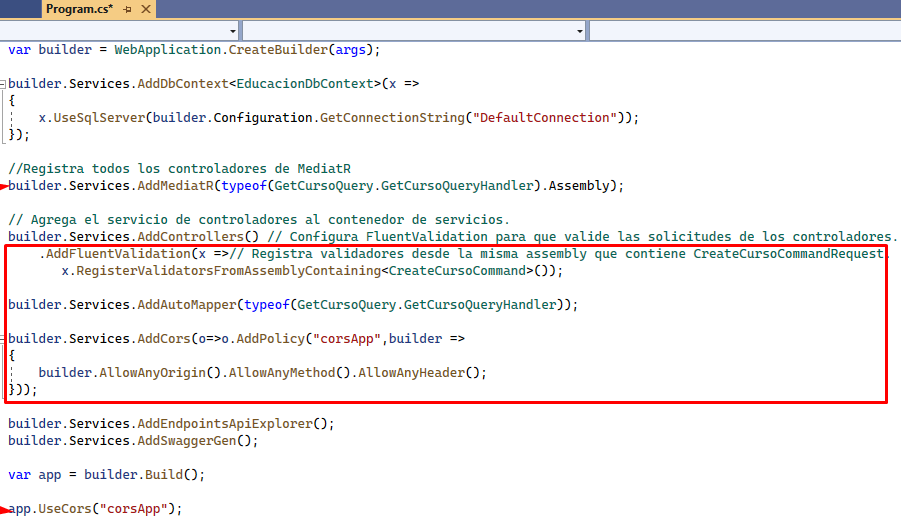 Program.cs*
var builder = WebApplication.CreateBuilder(args);
builder.Services.AddDbContext<EducacionDbContext>(x =>
{
x.UseSqlServer(builder.Configuration.GetConnectionString("DefaultConnection"));
});
//Registra todos los controladores de MediatR
builder.Services.AddMediatR(typeof(GetCursoQuery.GetCursoQueryHandler).Assembly);
// Agrega el servicio de controladores al contenedor de servicios.
builder.Services.AddControllers() // Configura FluentValidation para que valide las solicitudes de los controladores.
.AddFluentValidation(x =>// Registra validadores desde la misma assembly que contiene CreateCursoCommandRequest.
x.RegisterValidatorsFromAssemblyContaining<CreateCursoCommand>());
builder.Services.AddAutoMapper(typeof(GetCursoQuery.GetCursoQueryHandler));
builder.Services.AddCors(o=>o.AddPolicy("corsApp",builder =>
{
builder.AllowAnyOrigin().AllowAnyMethod().AllowAnyHeader();
}));
builder.Services.AddEndpointsApiExplorer();
builder.Services.AddSwaggerGen();
var app = builder.Build();
app.UseCors("corsApp");